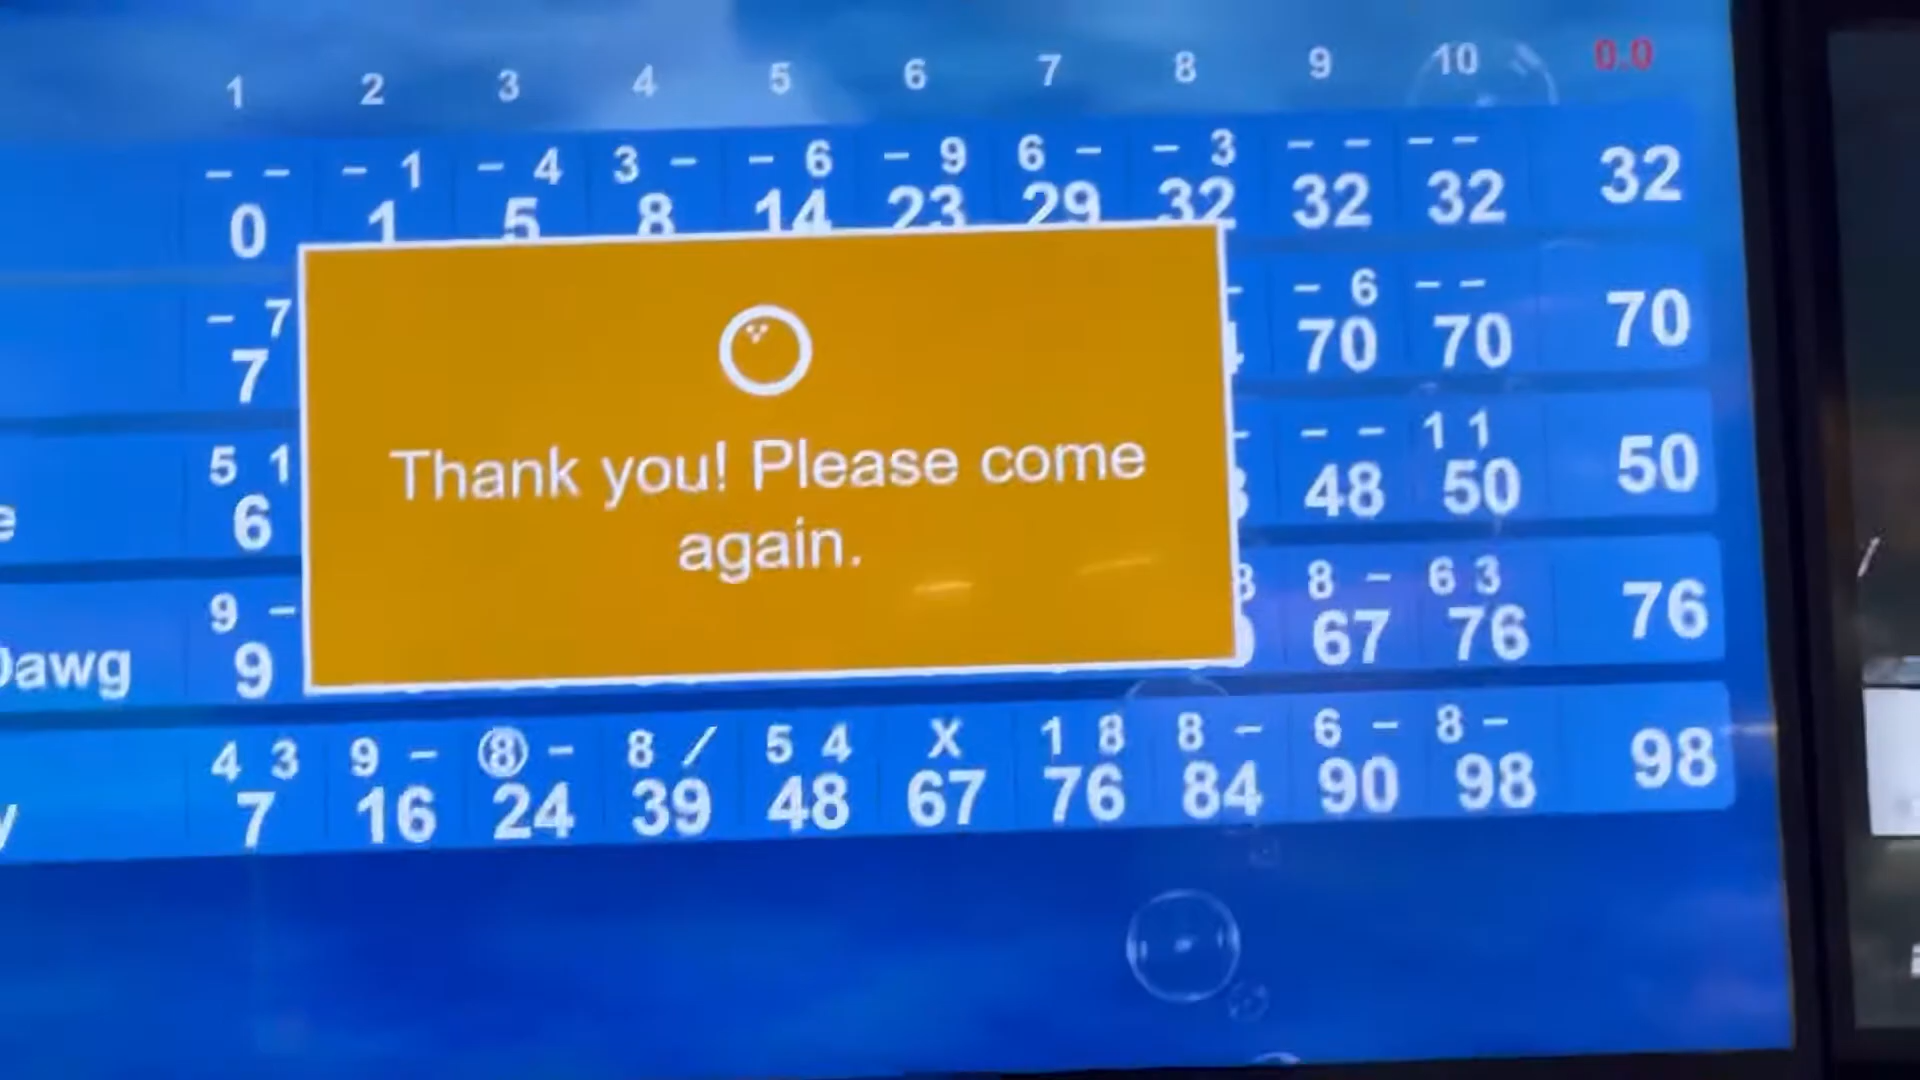 1 2 3 4 5 6 7 8 9 10 0.0
- - - 1 - 4 3 - - 6 - 9 6 - - 3 - - - -
0 1 5 8 14 23 29 32 32 32 32
- 7 - - 6 - -
7 70 70 70
5 1 - - - 1 1
6 48 50 50
9 - 8 - 6 3
9 67 76 76
Thank you! Please come
again.
4 3 9 - 8 - 8 / 5 4 X 1 8 8 - 6 - 8 -
7 16 24 39 48 67 76 84 90 98 98